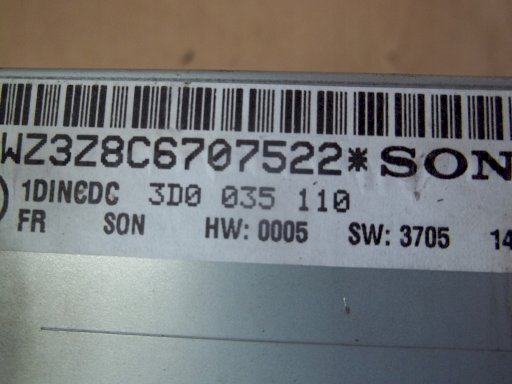 WZ3Z8C6707522* SON
1DINCDC 3D0 035 110
FR SON HW: 0005 SW: 3705 14